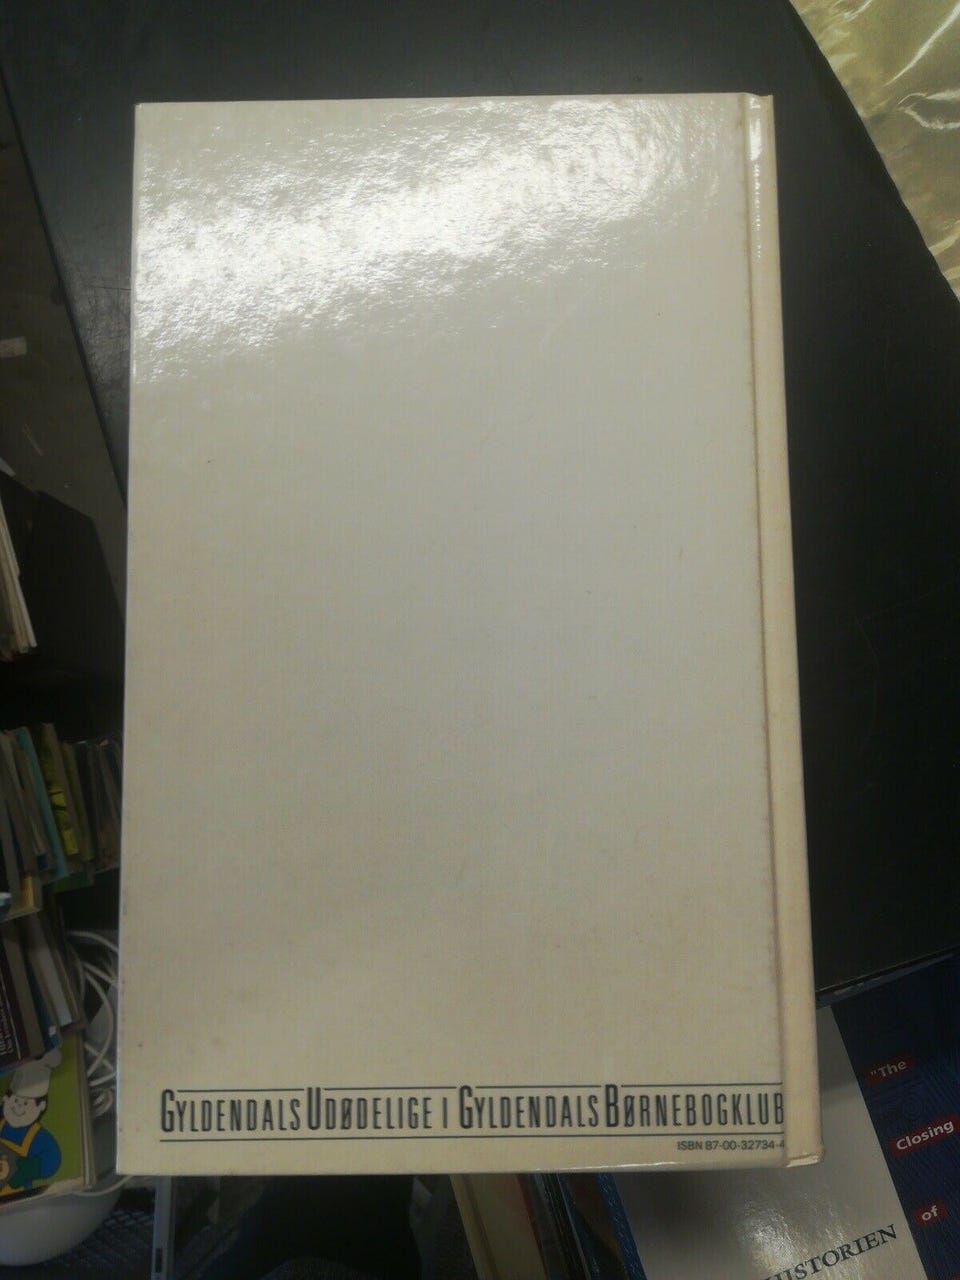 GYLDENDALS UDØDELIGE I GYLDENDALS BØRNEBOGKLUB
ISBN 87-00-32734-4
"The
Closing
of
HISTORIEN